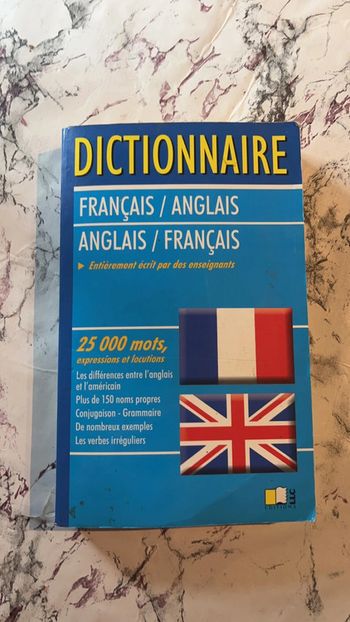 DICTIONNAIRE
FRANÇAIS / ANGLAIS
ANGLAIS / FRANÇAIS
Entièrement écrit par des enseignants
25 000 mots,
expressions et locutions
Les différences entre l'anglais
et l'américain
Plus de 150 noms propres
Conjugaison - Grammaire
De nombreux exemples
Les verbes irréguliers
EDITIONS